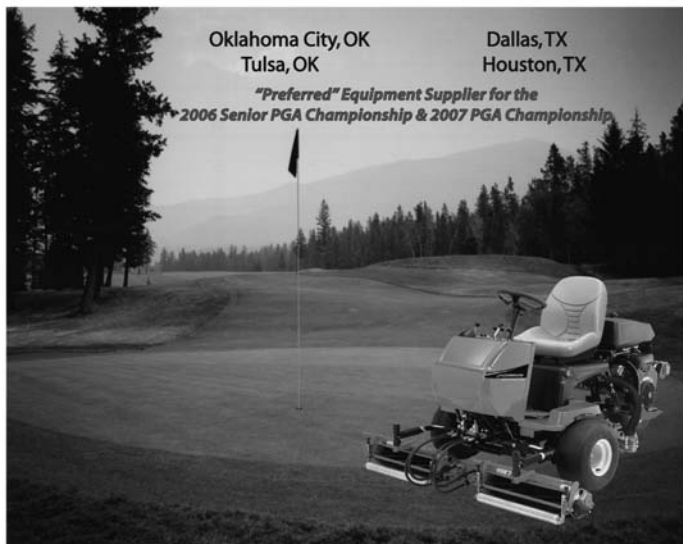 Oklahoma City, OK
Dallas, TX
Tulsa, OK
Houston, TX
"Preferred" Equipment Supplier for the
2006 Senior PGA Championship & 2007 PGA Championship